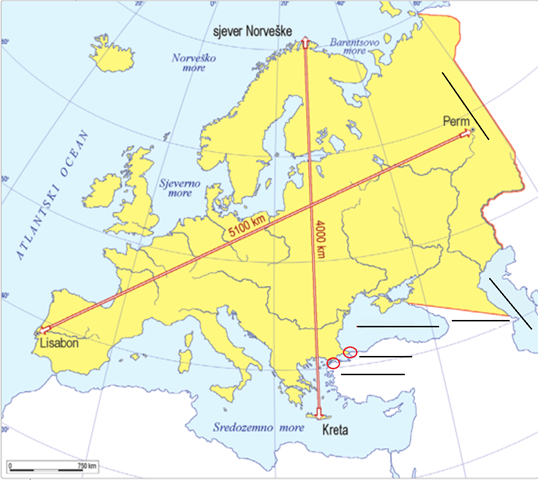 sjever Norveške
Barentsovo
more
Norveško
more
Perm
ATLANTSKI OCEAN
Sjeverno
more
5100 km
4000 km
Lisabon
Sredozemno more
Kreta
0 750 km